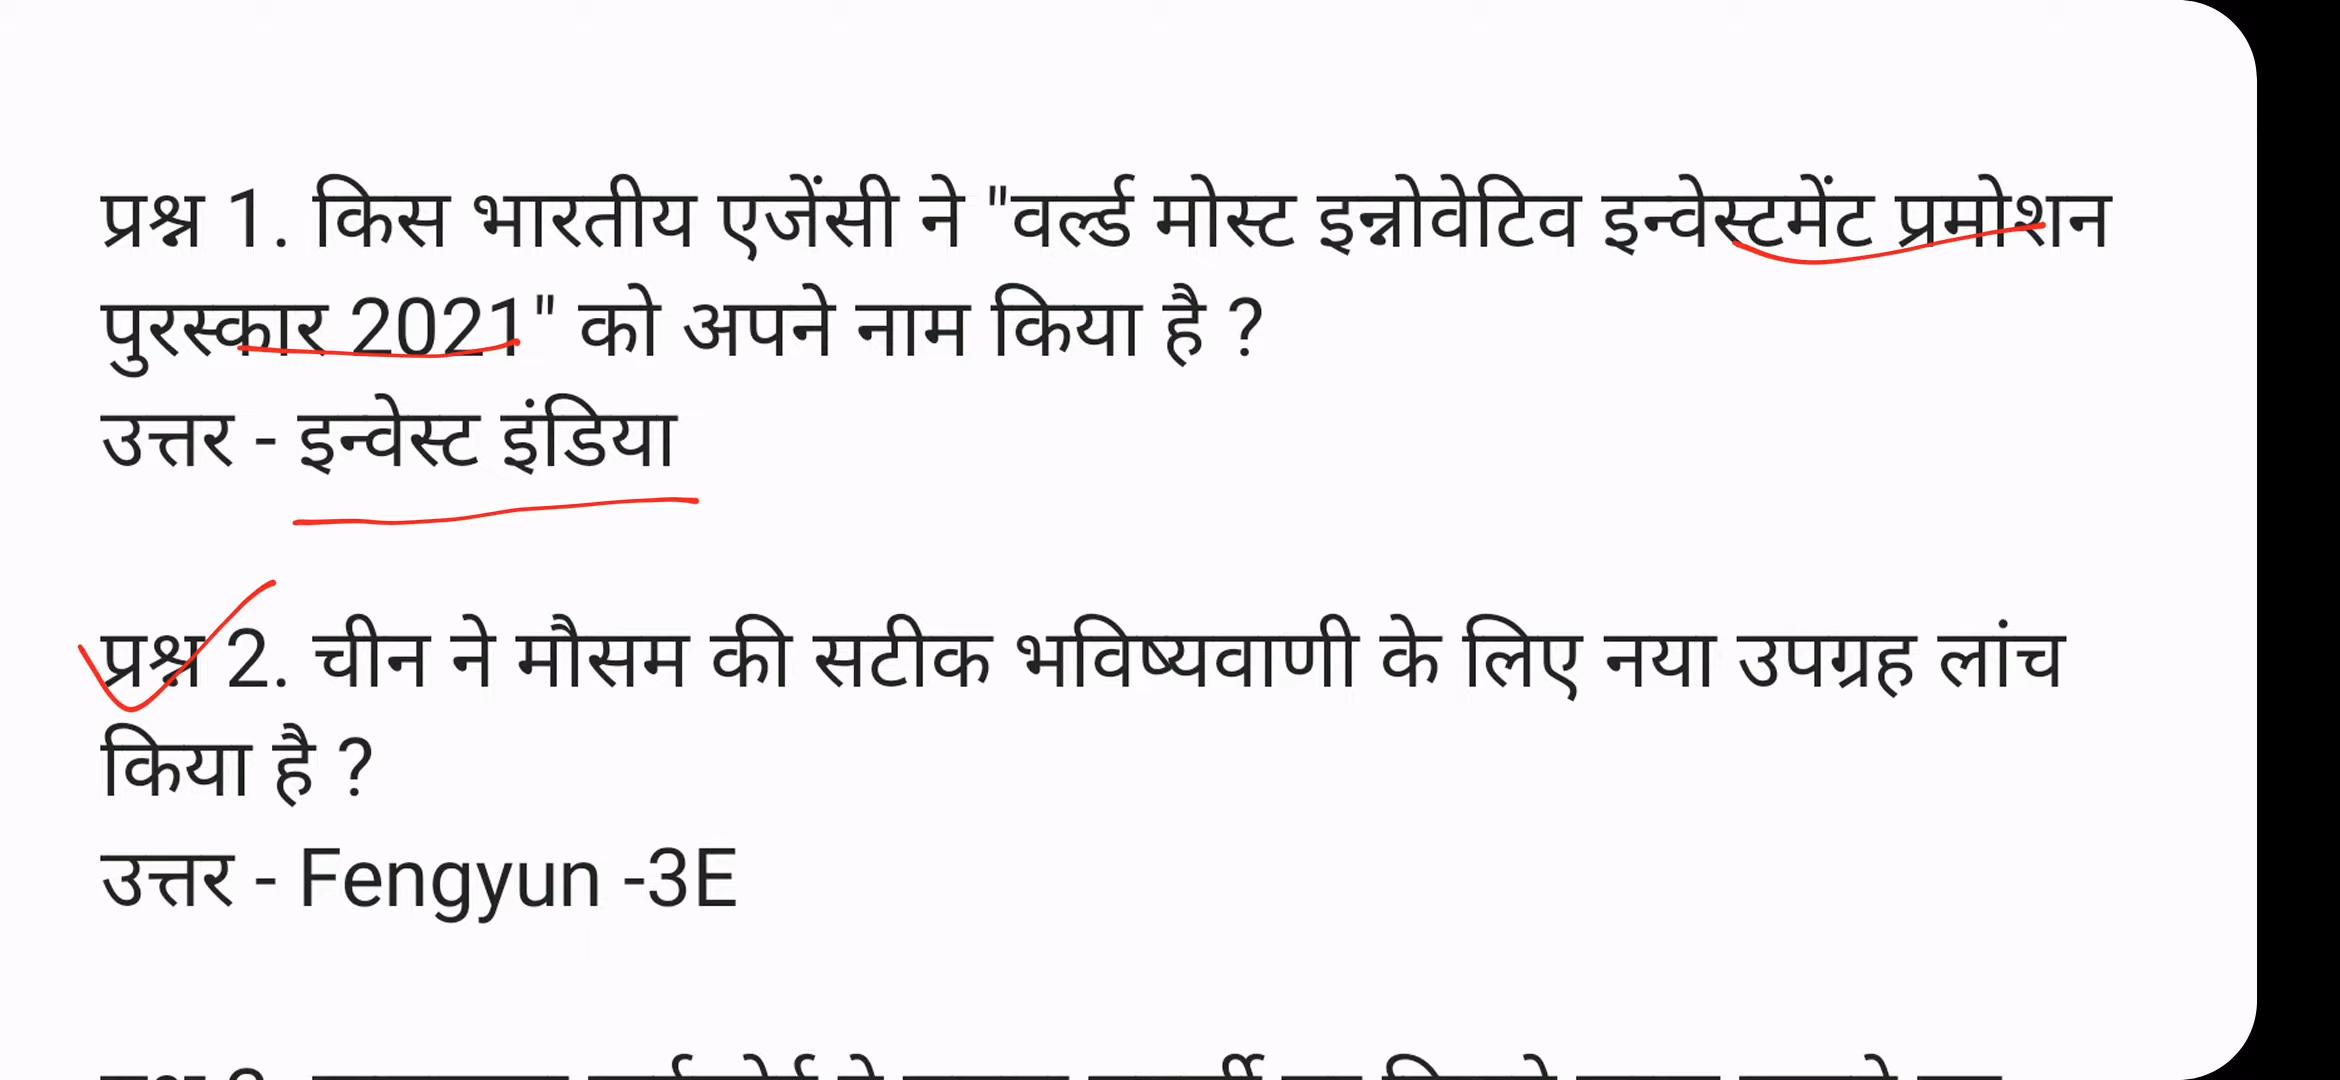 प्रश्न 1. किस भारतीय एजेंसी ने "वर्ल्ड मोस्ट इन्नोवेटिव इन्वेस्टमेंट प्रमोशन
पुरस्कार 2021" को अपने नाम किया है ?
उत्तर - इन्वेस्ट इंडिया
प्रश्न 2. चीन ने मौसम की सटीक भविष्यवाणी के लिए नया उपग्रह लांच
किया है ?
उत्तर - Fengyun -3E